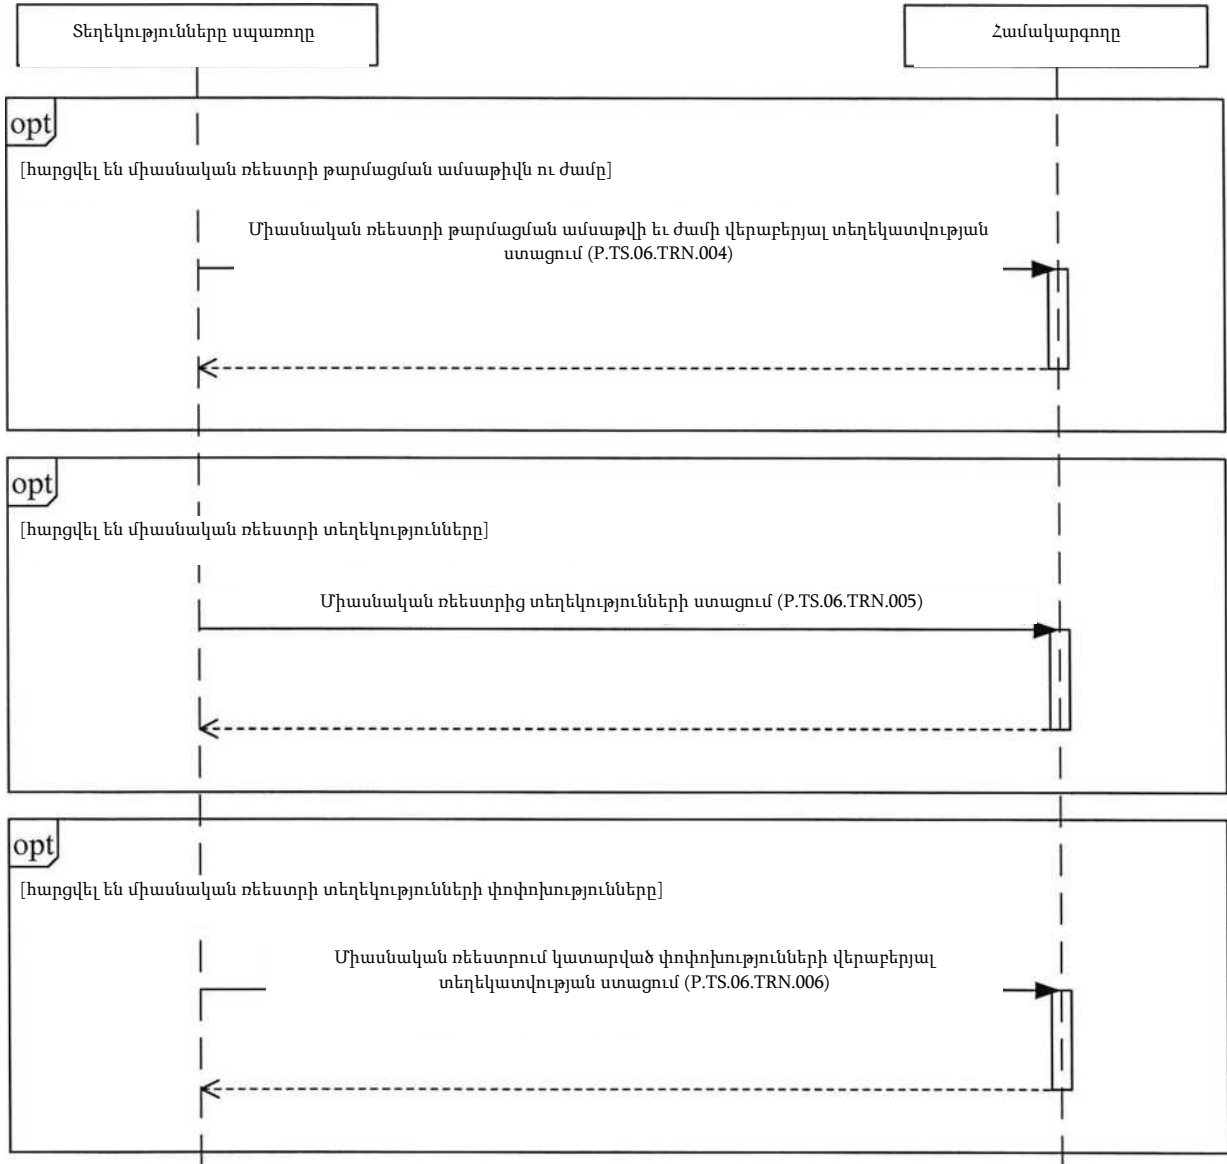 Տեղեկությունները սպառողը
Համակարգողը
opt
[հարցվել են միասնական ռեեստրի թարմացման ամսաթիվն ու ժամը]
Միասնական ռեեստրի թարմացման ամսաթվի եւ ժամի վերաբերյալ տեղեկատվության
ստացում (P.TS.06.TRN.004)
opt
[հարցվել են միասնական ռեեստրի տեղեկությունները]
Միասնական ռեեստրից տեղեկությունների ստացում (P.TS.06.TRN.005)
opt
[հարցվել են միասնական ռեեստրի տեղեկությունների փոփոխությունները]
Միասնական ռեեստրում կատարված փոփոխությունների վերաբերյալ
տեղեկատվության ստացում (P.TS.06.TRN.006)